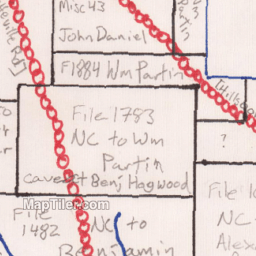 Misc 43
John Daniel
F1884 Wm Partin
File 1783
NC to Wm
Partin
caveat Benj Hagwood
?
MapTiler.com
File
1482
NC to
Benjamin
File
NC
Alexa